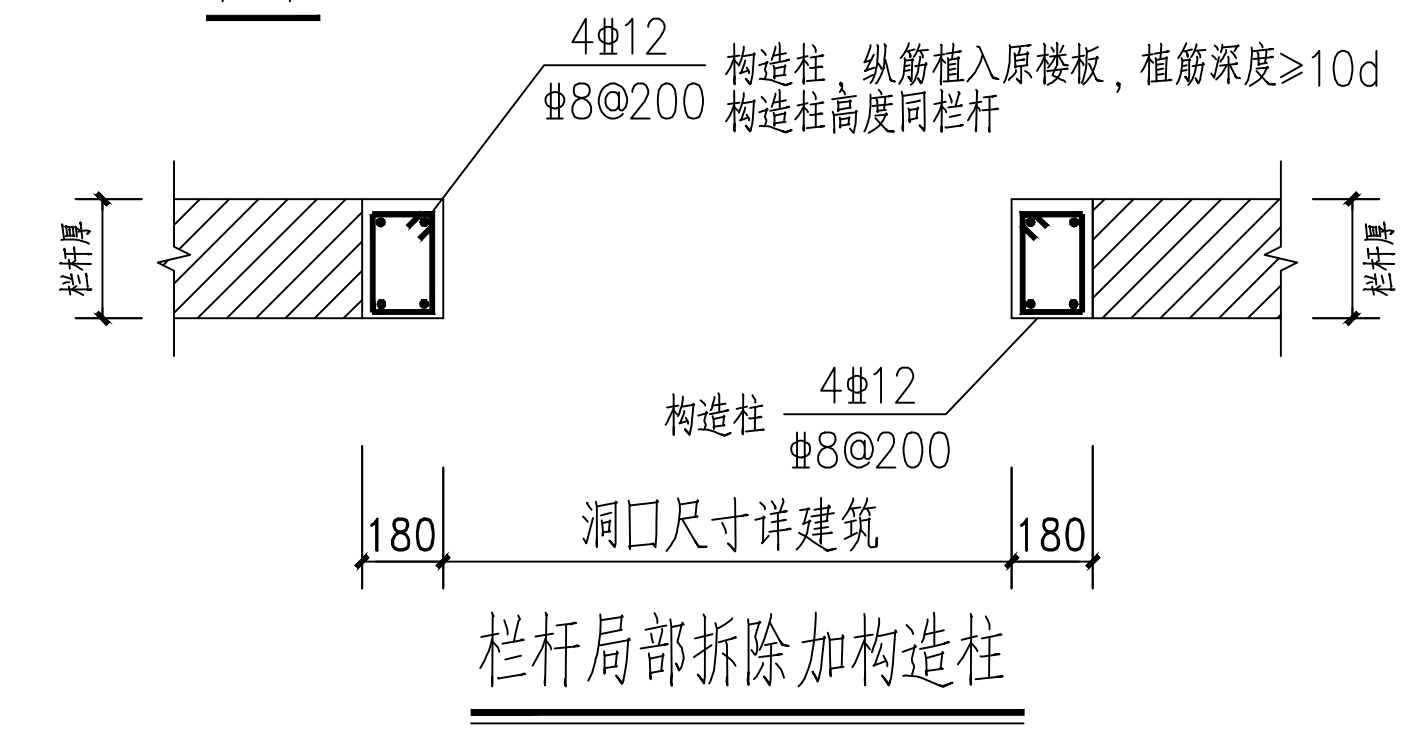 4⌽12
⌽8@200
构造柱，纵筋植入原楼板，植筋深度≥10d
构造柱高度同栏杆
栏杆厚
栏杆厚
构造柱
4⌽12
⌽8@200
180
洞口尺寸详建筑
180
栏杆局部拆除加构造柱